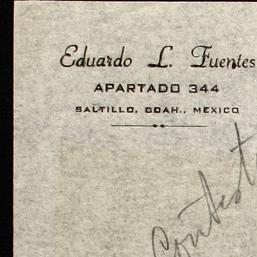 Eduardo L. Fuentes
APARTADO 344
SALTILLO, COAH., MEXICO